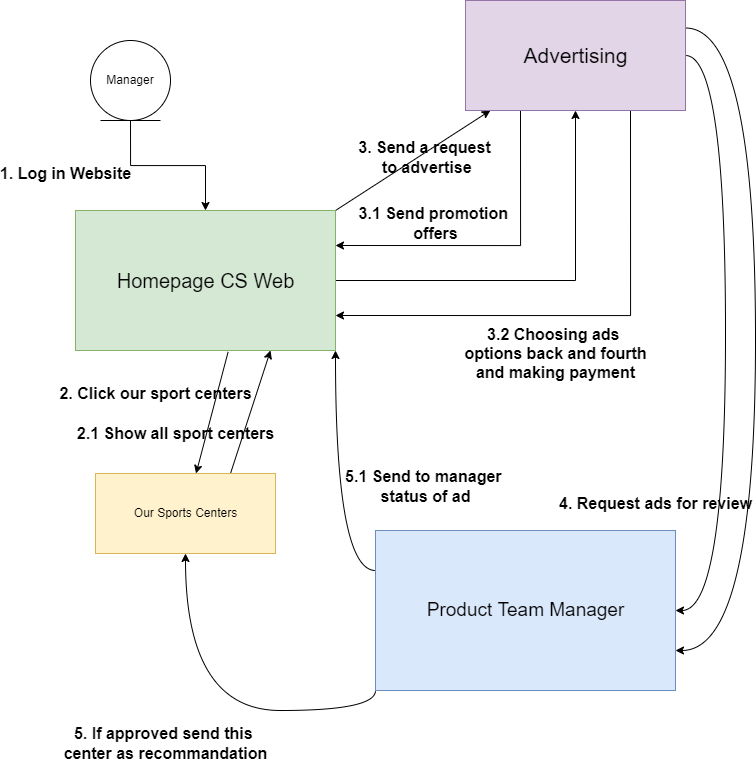 Advertising
Manager
3. Send a request
to advertise
1. Log in Website
3.1 Send promotion
offers
Homepage CS Web
3.2 Choosing ads
options back and fourth
and making payment
2. Click our sport centers
2.1 Show all sport centers
5.1 Send to manager
status of ad
4. Request ads for review
Our Sports Centers
Product Team Manager
5. If approved send this
center as recommandation